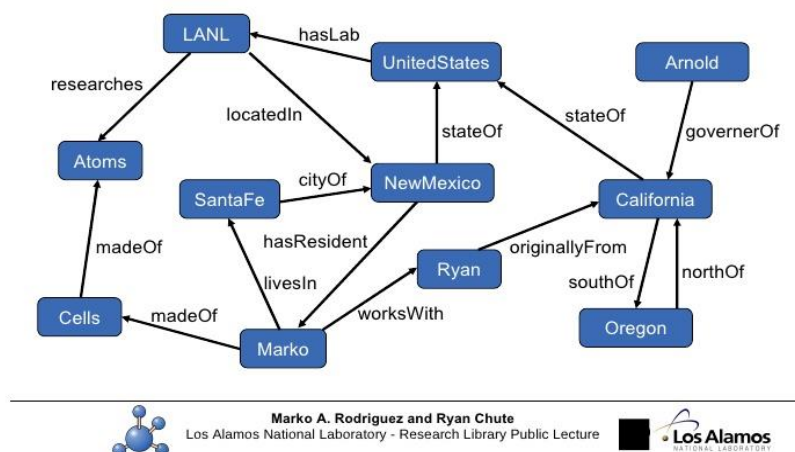 LANL
hasLab
UnitedStates
Arnold
researches
locatedIn
stateOf
stateOf
governerOf
Atoms
SantaFe
cityOf
NewMexico
California
madeOf
hasResident
livesIn
Ryan
originallyFrom
southOf
northOf
Cells
madeOf
Marko
worksWith
Oregon
Marko A. Rodriguez and Ryan Chute
Los Alamos National Laboratory - Research Library Public Lecture
Los Alamos
NATIONAL LABORATORY